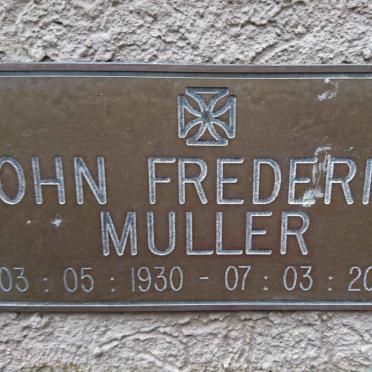 OHN FREDERI
MULLER
03 : 05 : 1930 - 07 : 03 : 20